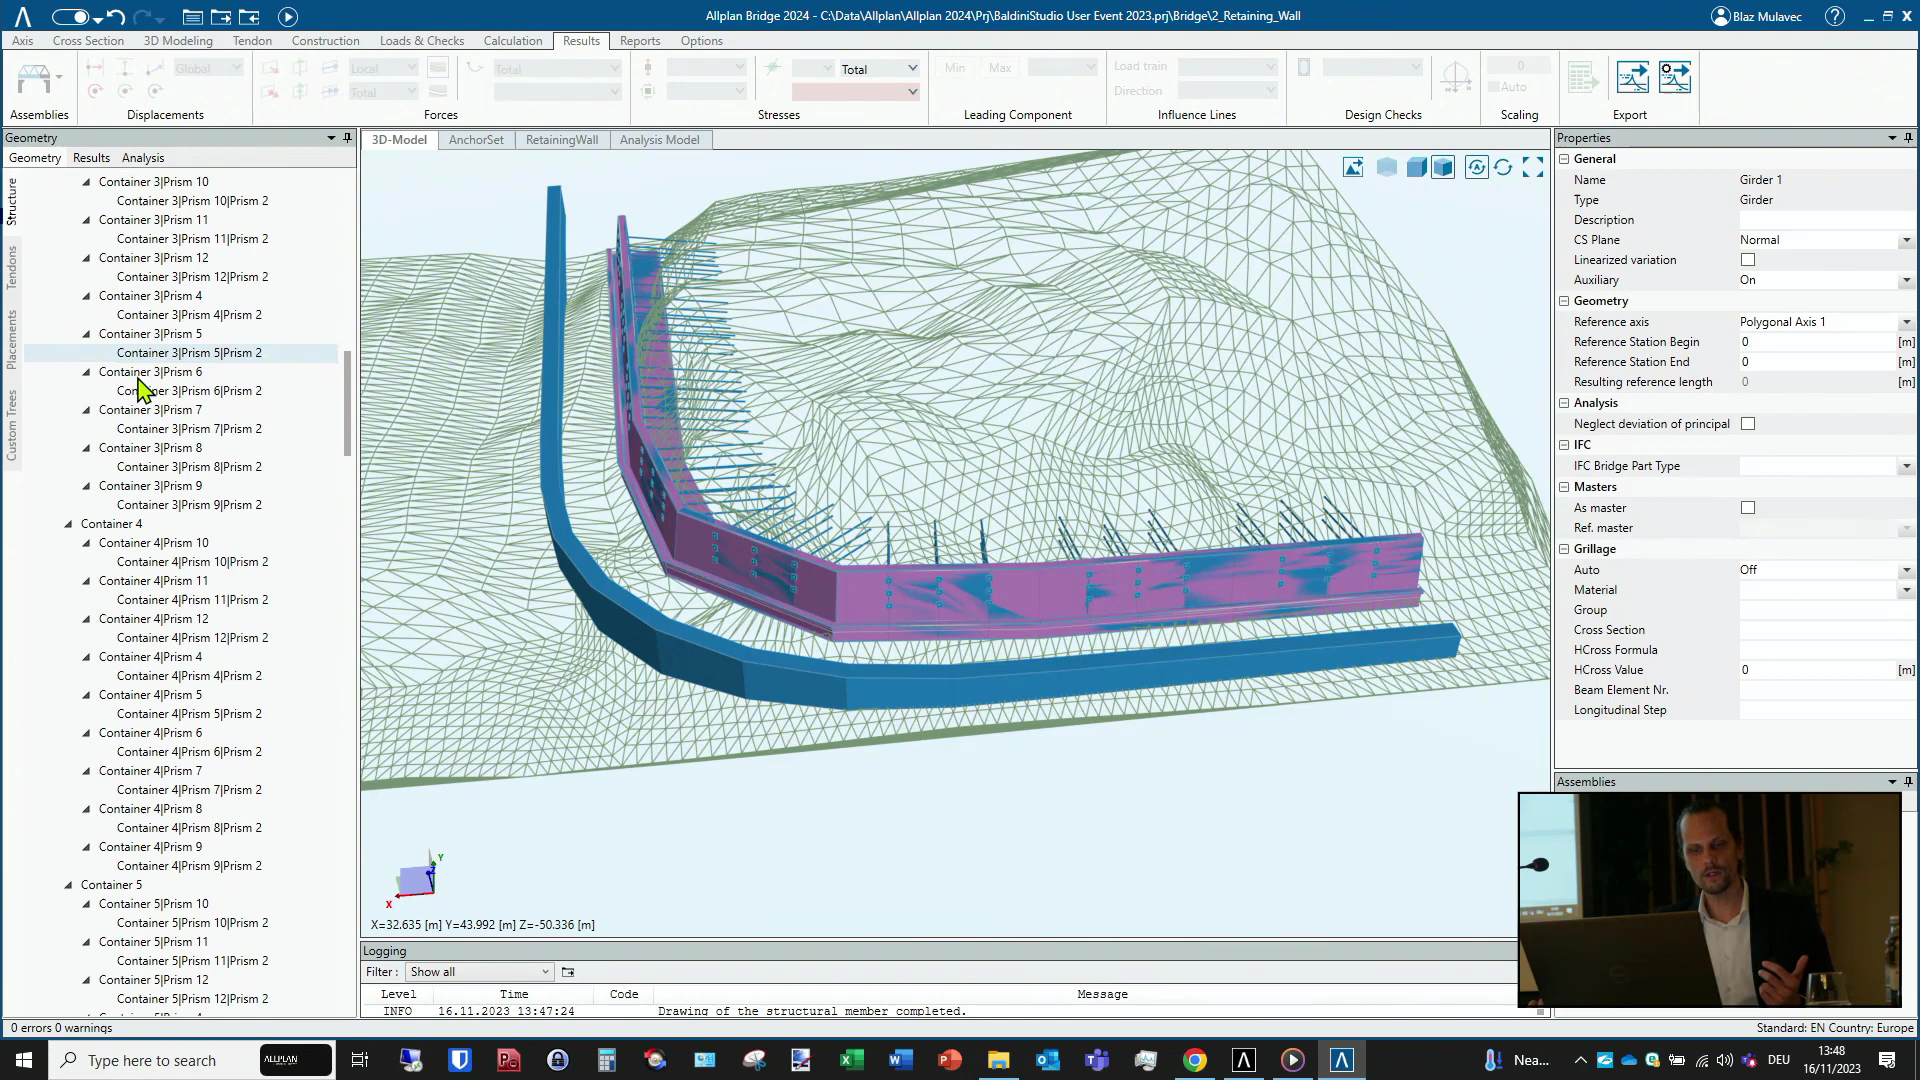 Allplan Bridge 2024 - C:\Data\Allplan\Allplan 2024\Prj\BaldiniStudio User Event 2023.prj\Bridge\2_Retaining_Wall
Blaz Mulavec
Axis Cross Section 3D Modeling Tendon Construction Loads & Checks Calculation Results Reports Options
Global Local Total Total Total Min Max Load train 0
Total Direction Auto
Assemblies Displacements Forces Stresses Leading Component Influence Lines Design Checks Scaling Export
Geometry
Geometry Results Analysis
Structure
Tendons
Placements
Custom Trees
Container 3|Prism 10
Container 3|Prism 10|Prism 2
Container 3|Prism 11
Container 3|Prism 11|Prism 2
Container 3|Prism 12
Container 3|Prism 12|Prism 2
Container 3|Prism 4
Container 3|Prism 4|Prism 2
Container 3|Prism 5
Container 3|Prism 5|Prism 2
Container 3|Prism 6
3|Prism 6|Prism 2
Container 3|Prism 7
Container 3|Prism 7|Prism 2
Container 3|Prism 8
Container 3|Prism 8|Prism 2
Container 3|Prism 9
Container 3|Prism 9|Prism 2
Container 4
Container 4|Prism 10
Container 4|Prism 10|Prism 2
Container 4|Prism 11
Container 4|Prism 11|Prism 2
Container 4|Prism 12
Container 4|Prism 12|Prism 2
Container 4|Prism 4
Container 4|Prism 4|Prism 2
Container 4|Prism 5
Container 4|Prism 5|Prism 2
Container 4|Prism 6
Container 4|Prism 6|Prism 2
Container 4|Prism 7
Container 4|Prism 7|Prism 2
Container 4|Prism 8
Container 4|Prism 8|Prism 2
Container 4|Prism 9
Container 4|Prism 9|Prism 2
Container 5
Container 5|Prism 10
Container 5|Prism 10|Prism 2
Container 5|Prism 11
Container 5|Prism 11|Prism 2
Container 5|Prism 12
Container 5|Prism 12|Prism 2
3D-Model AnchorSet RetainingWall Analysis Model
Y
Z
X
X=32.635 [m] Y=43.992 [m] Z=-50.336 [m]
Logging
Filter : Show all
Level Time Code Message
INFO 16.11.2023 13:47:24 Drawing of the structural member completed.
Properties
General
Name Girder 1
Type Girder
Description
CS Plane Normal
Linearized variation
Auxiliary On
Geometry
Reference axis Polygonal Axis 1
Reference Station Begin 0 [m]
Reference Station End 0 [m]
Resulting reference length 0 [m]
Analysis
Neglect deviation of principal
IFC
IFC Bridge Part Type
Masters
As master
Ref. master
Grillage
Auto Off
Material
Group
Cross Section
HCross Formula
HCross Value 0 [m]
Beam Element Nr.
Longitudinal Step
Assemblies
0 errors 0 warnings
Standard: EN Country: Europe
Type here to search
ALLPLAN
Nea...
DEU
13:48
16/11/2023